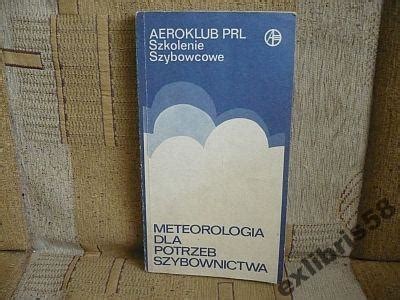 AEROKLUB PRL
Szkolenie
Szybowcowe
METEOROLOGIA
DLA
POTRZEB
SZYBOWNICTWA
exlibris58